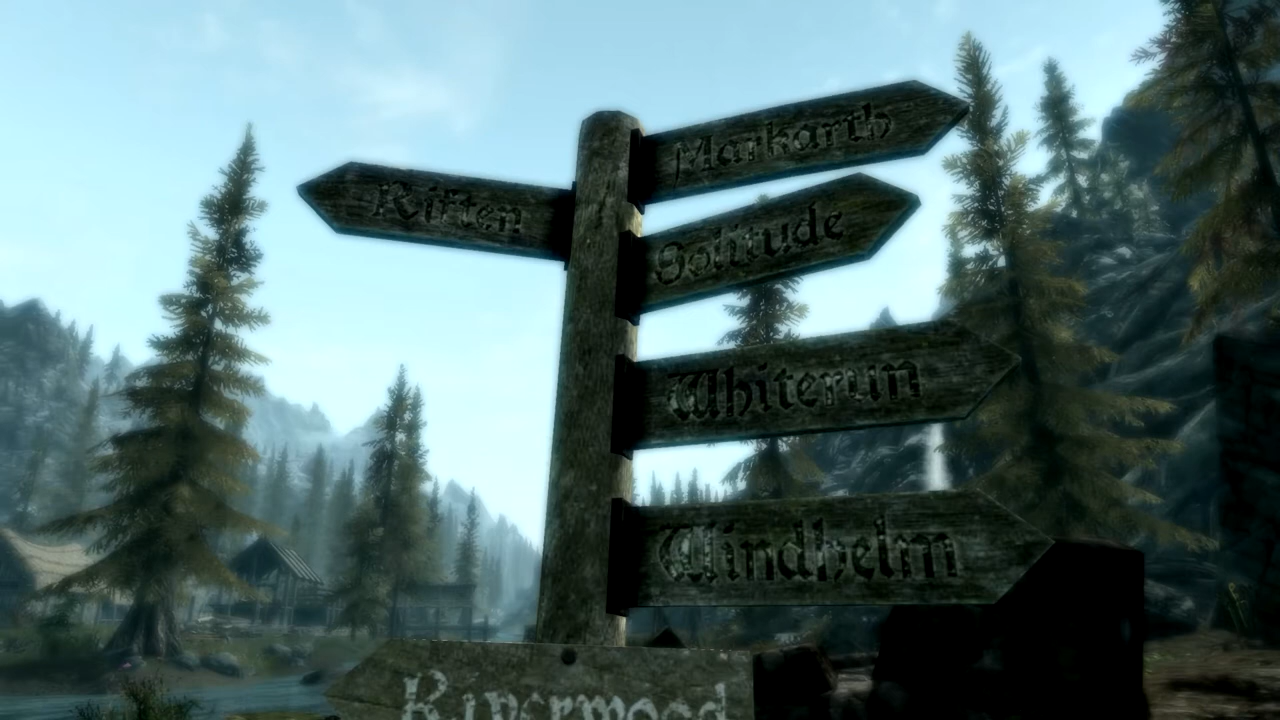 Markarth
Riften
Solitude
Whiterun
Windhelm
Riverwood